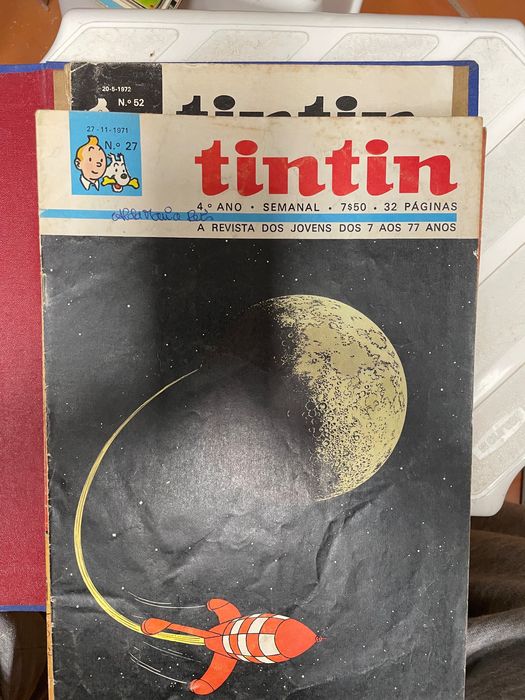 20-5-1972
N.º 52
tintin
27-11-1971
N.º 27
tintin
4.º ANO • SEMANAL • 7$50 • 32 PÁGINAS
A REVISTA DOS JOVENS DOS 7 AOS 77 ANOS